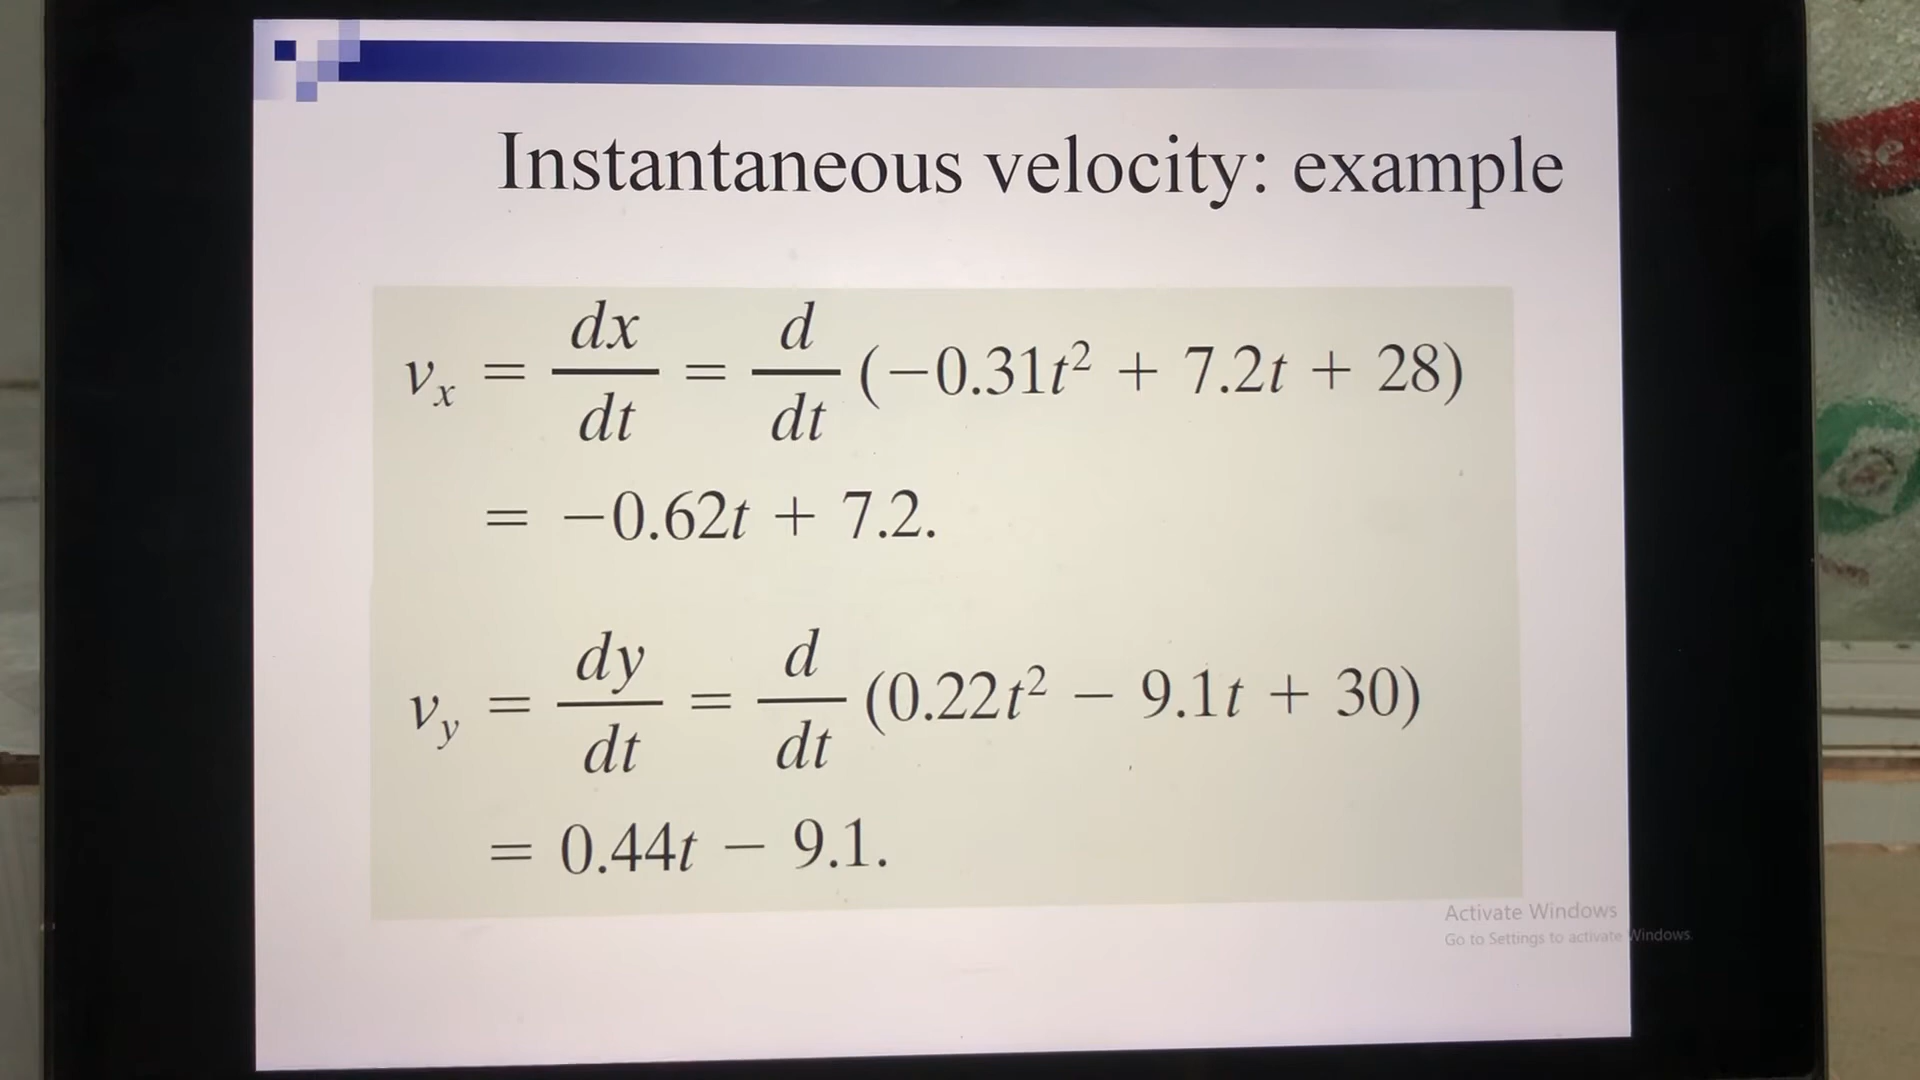 Instantaneous velocity: example
vₓ = dx/dt = d/dt (−0.31t² + 7.2t + 28)
= −0.62t + 7.2.
v_y = dy/dt = d/dt (0.22t² − 9.1t + 30)
= 0.44t − 9.1.
Activate Windows
Go to Settings to activate Windows.